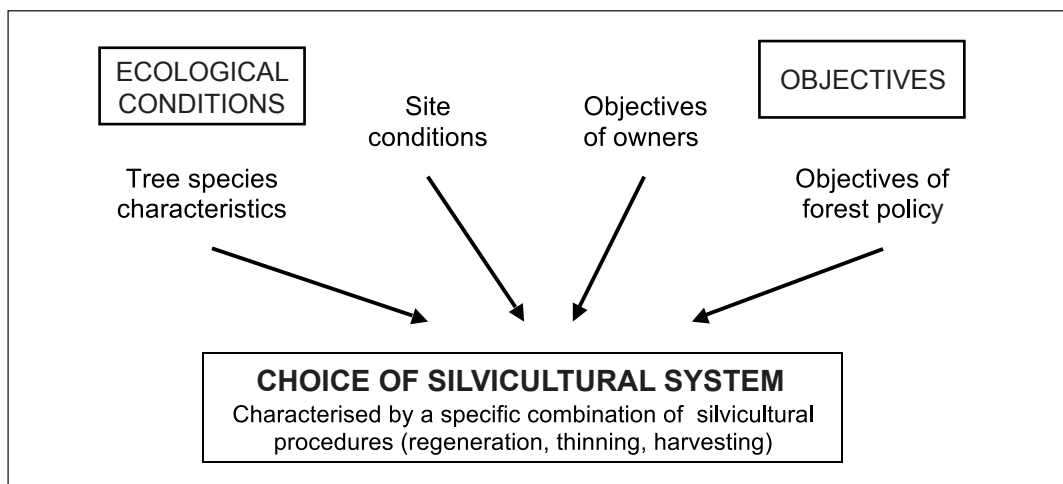 ECOLOGICAL
CONDITIONS
Tree species
characteristics
Site
conditions
Objectives
of owners
OBJECTIVES
Objectives of
forest policy
CHOICE OF SILVICULTURAL SYSTEM
Characterised by a specific combination of silvicultural
procedures (regeneration, thinning, harvesting)